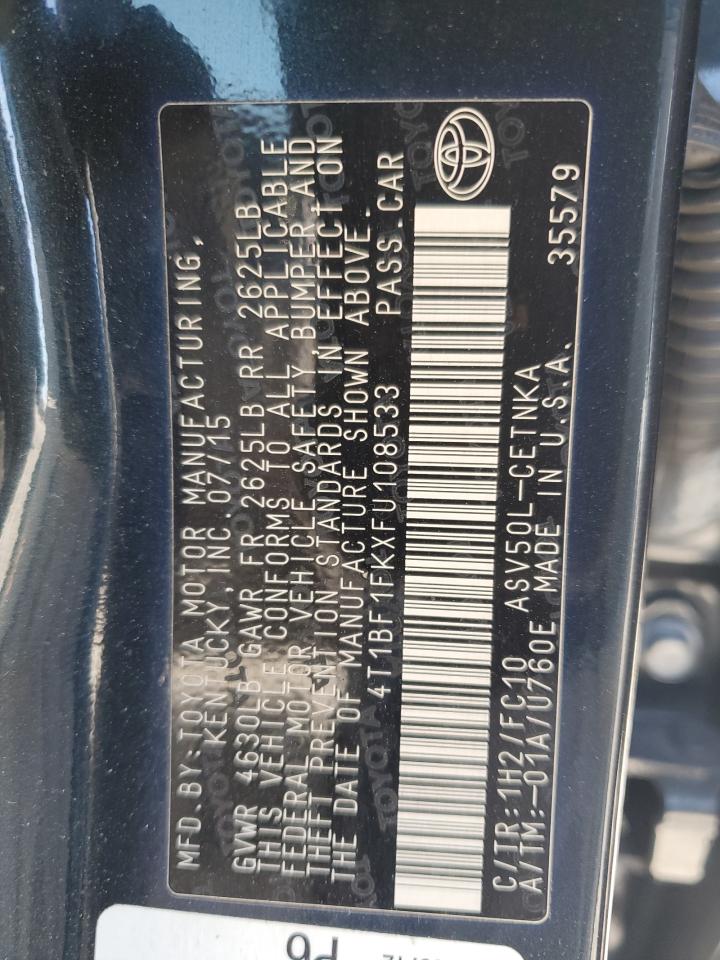 MFD.BY:TOYOTA MOTOR MANUFACTURING,
KENTUCKY,INC. 07/15
GVWR 4630LB GAWR FR 2625LB RR 2625LB
THIS VEHICLE CONFORMS TO ALL APPLICABLE
FEDERAL MOTOR VEHICLE SAFETY,BUMPER,AND
THEFT PREVENTION STANDARDS IN EFFECT ON
THE DATE OF MANUFACTURE SHOWN ABOVE.
4T1BF1FKXFU108533 PASS.CAR
C/TR:1H2/FC10 ASV50L-CETNKA
A/TM:-01A/U760E MADE IN U.S.A. 35579